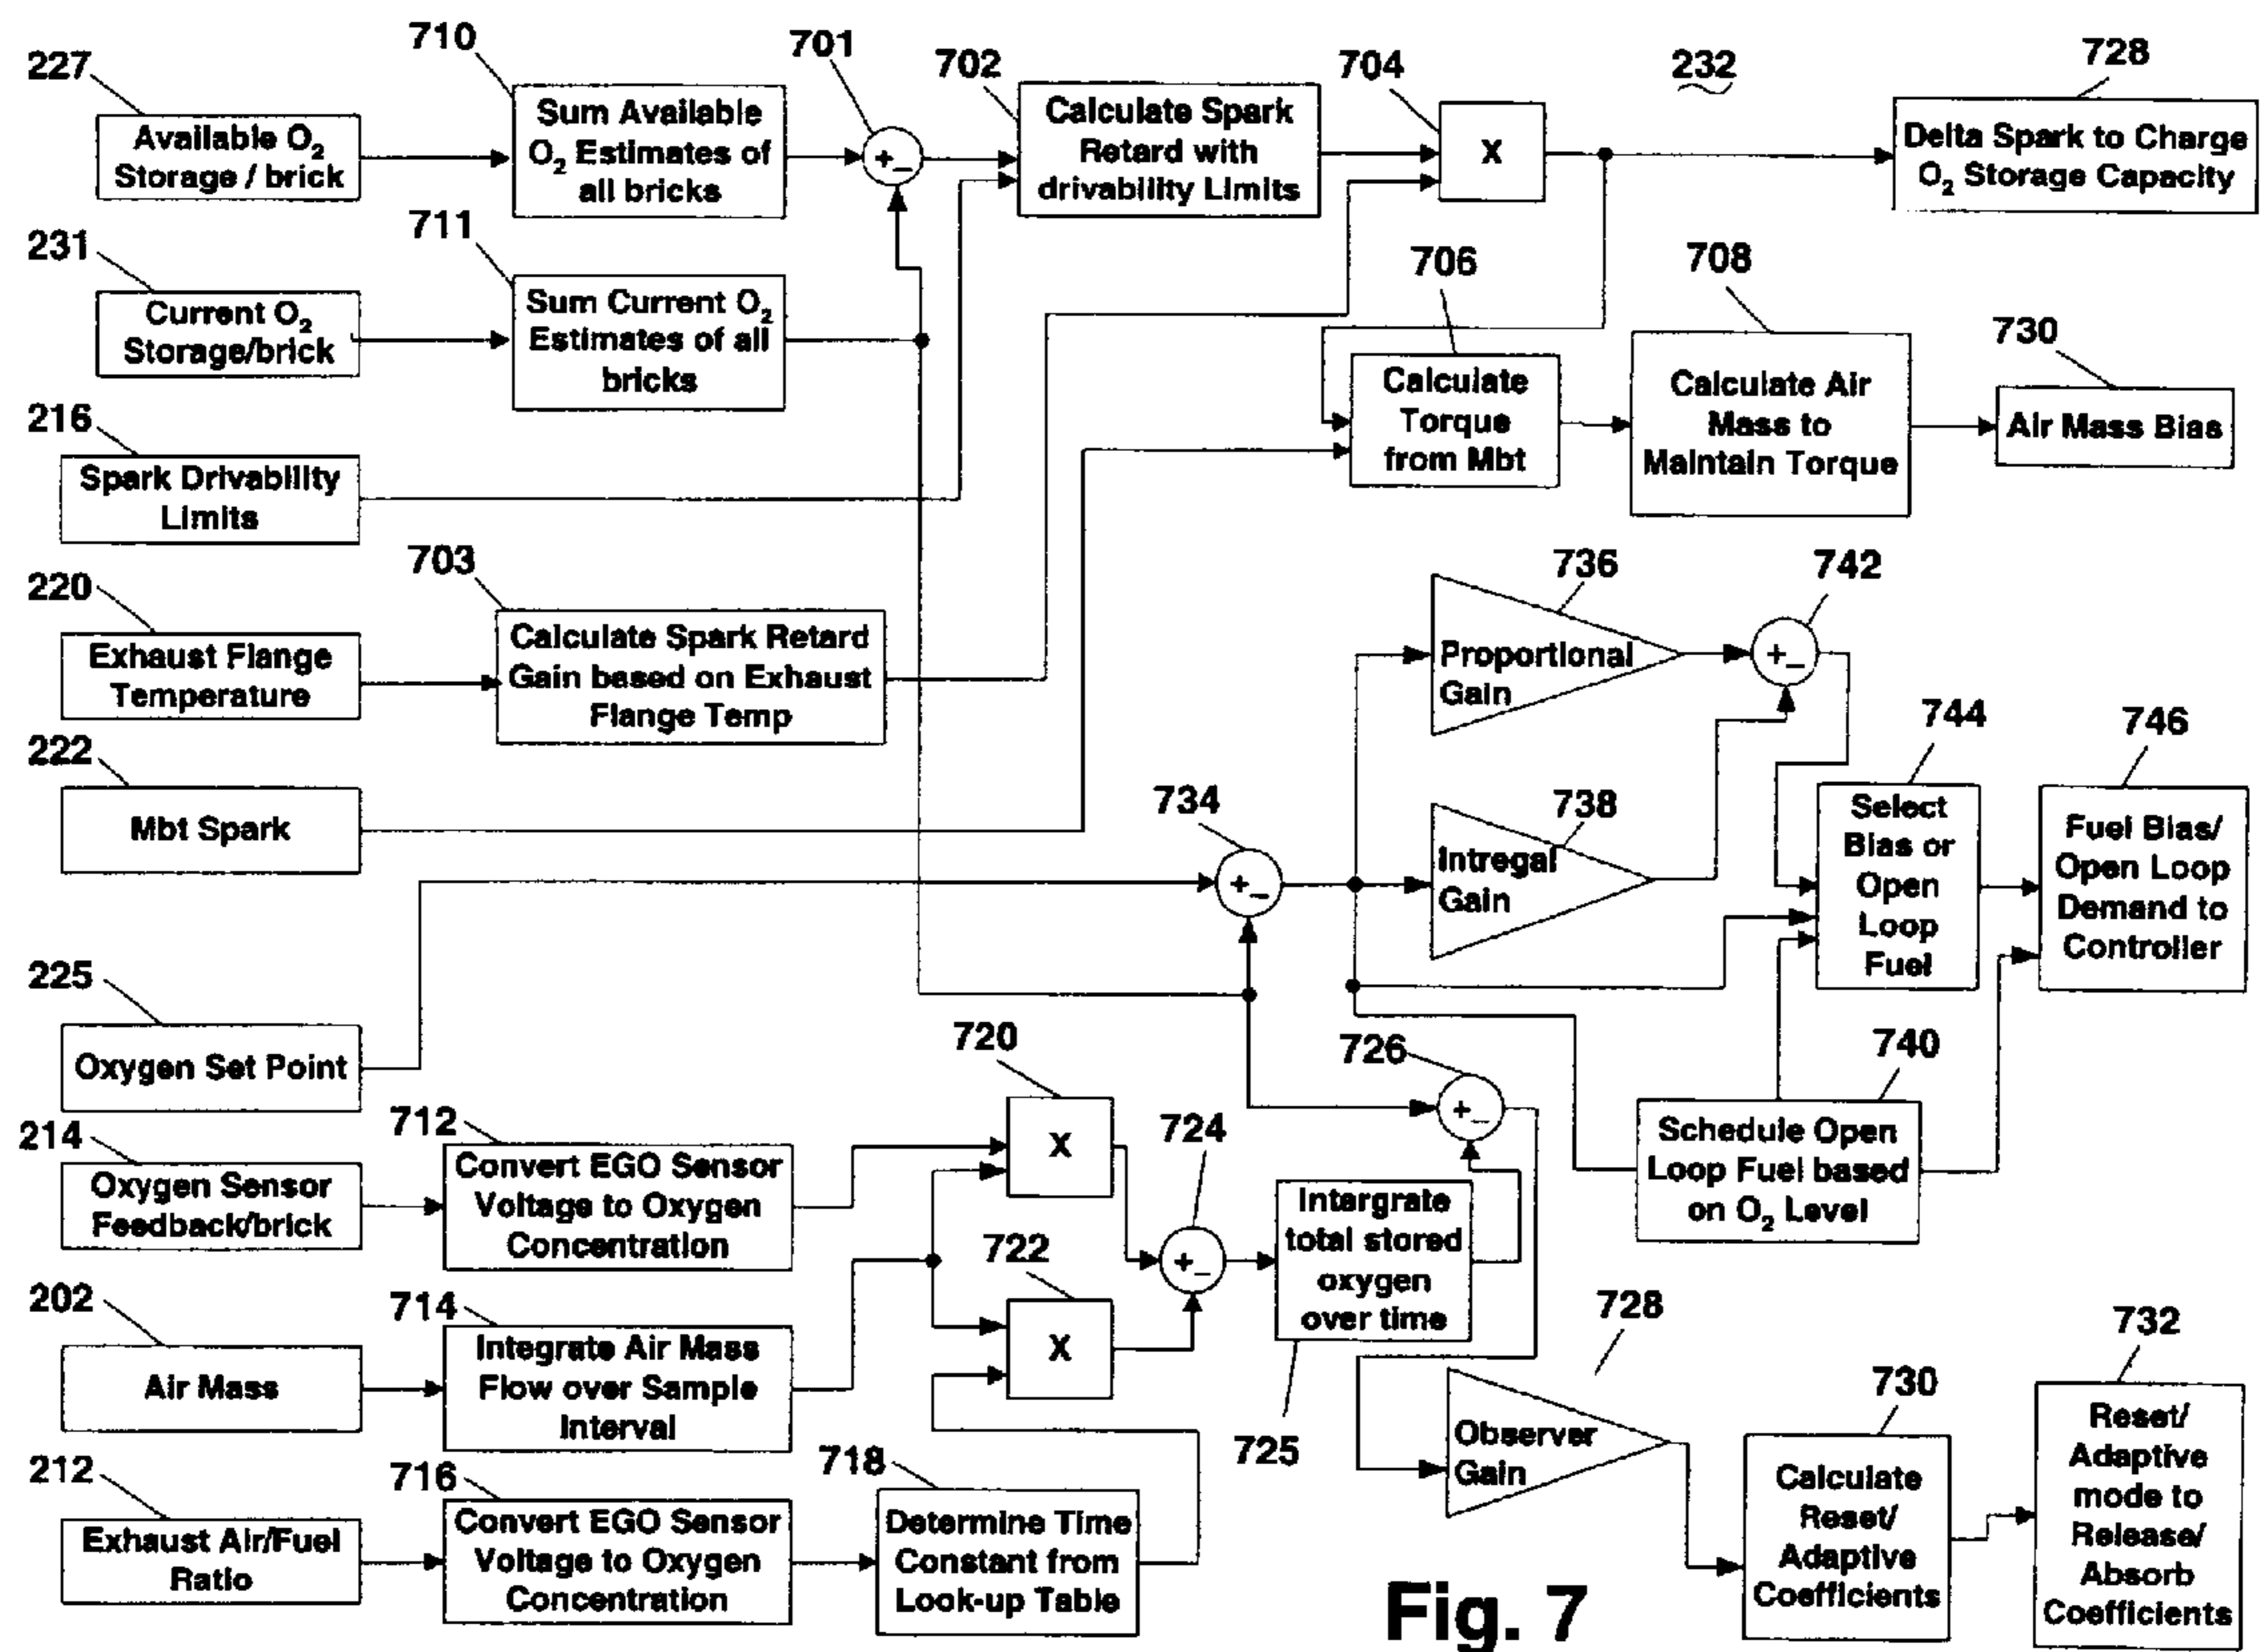 710
701
702
704
232
728
227
Available O₂
Storage / brick
Sum Available
O₂ Estimates of
all bricks
+
–
Calculate Spark
Retard with
drivability Limits
X
Delta Spark to Charge
O₂ Storage Capacity
231
711
706
708
Current O₂
Storage/brick
Sum Current O₂
Estimates of all
bricks
730
Calculate
Torque
from Mbt
Calculate Air
Mass to
Maintain Torque
Air Mass Bias
216
Spark Drivability
Limits
220
703
736
742
Exhaust Flange
Temperature
Calculate Spark Retard
Gain based on Exhaust
Flange Temp
Proportional
Gain
+
–
222
Mbt Spark
734
738
744
746
+
–
Intregal
Gain
Select
Bias or
Open
Loop
Fuel
Fuel Bias/
Open Loop
Demand to
Controller
225
Oxygen Set Point
720
726
740
X
+
–
Schedule Open
Loop Fuel based
on O₂ Level
214
712
724
Oxygen Sensor
Feedback/brick
Convert EGO Sensor
Voltage to Oxygen
Concentration
722
+
–
Intergrate
total stored
oxygen
over time
725
202
714
X
728
732
Air Mass
Integrate Air Mass
Flow over Sample
Interval
Observer
Gain
730
212
716
718
Exhaust Air/Fuel
Ratio
Convert EGO Sensor
Voltage to Oxygen
Concentration
Determine Time
Constant from
Look-up Table
Calculate
Reset/
Adaptive
Coefficients
Reset/
Adaptive
mode to
Release/
Absorb
Coefficients
Fig. 7